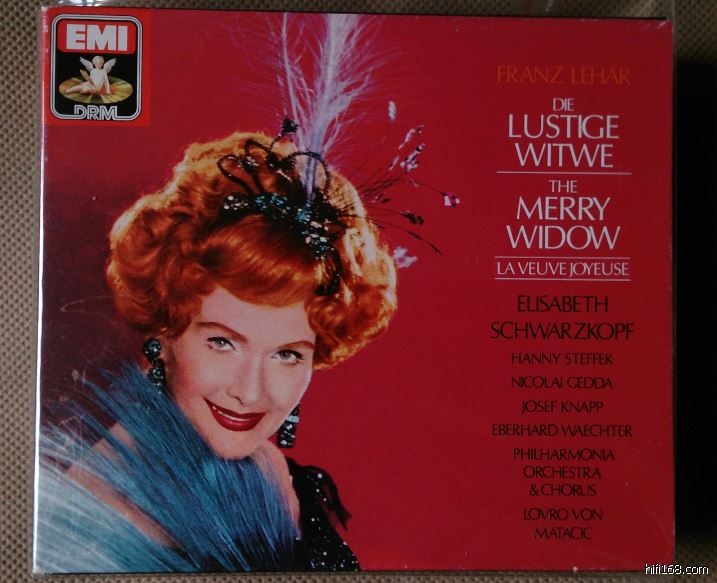 EMI
DRM
FRANZ LEHÁR
DIE
LUSTIGE
WITWE
THE
MERRY
WIDOW
LA VEUVE JOYEUSE
ELISABETH
SCHWARZKOPF
HANNY STEFFEK
NICOLAI GEDDA
JOSEF KNAPP
EBERHARD WAECHTER
PHILHARMONIA
ORCHESTRA
& CHORUS
LOVRO VON
MATACIC
hifi168.com